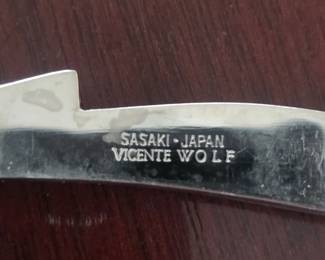 SASAKI - JAPAN
VICENTE WOLF